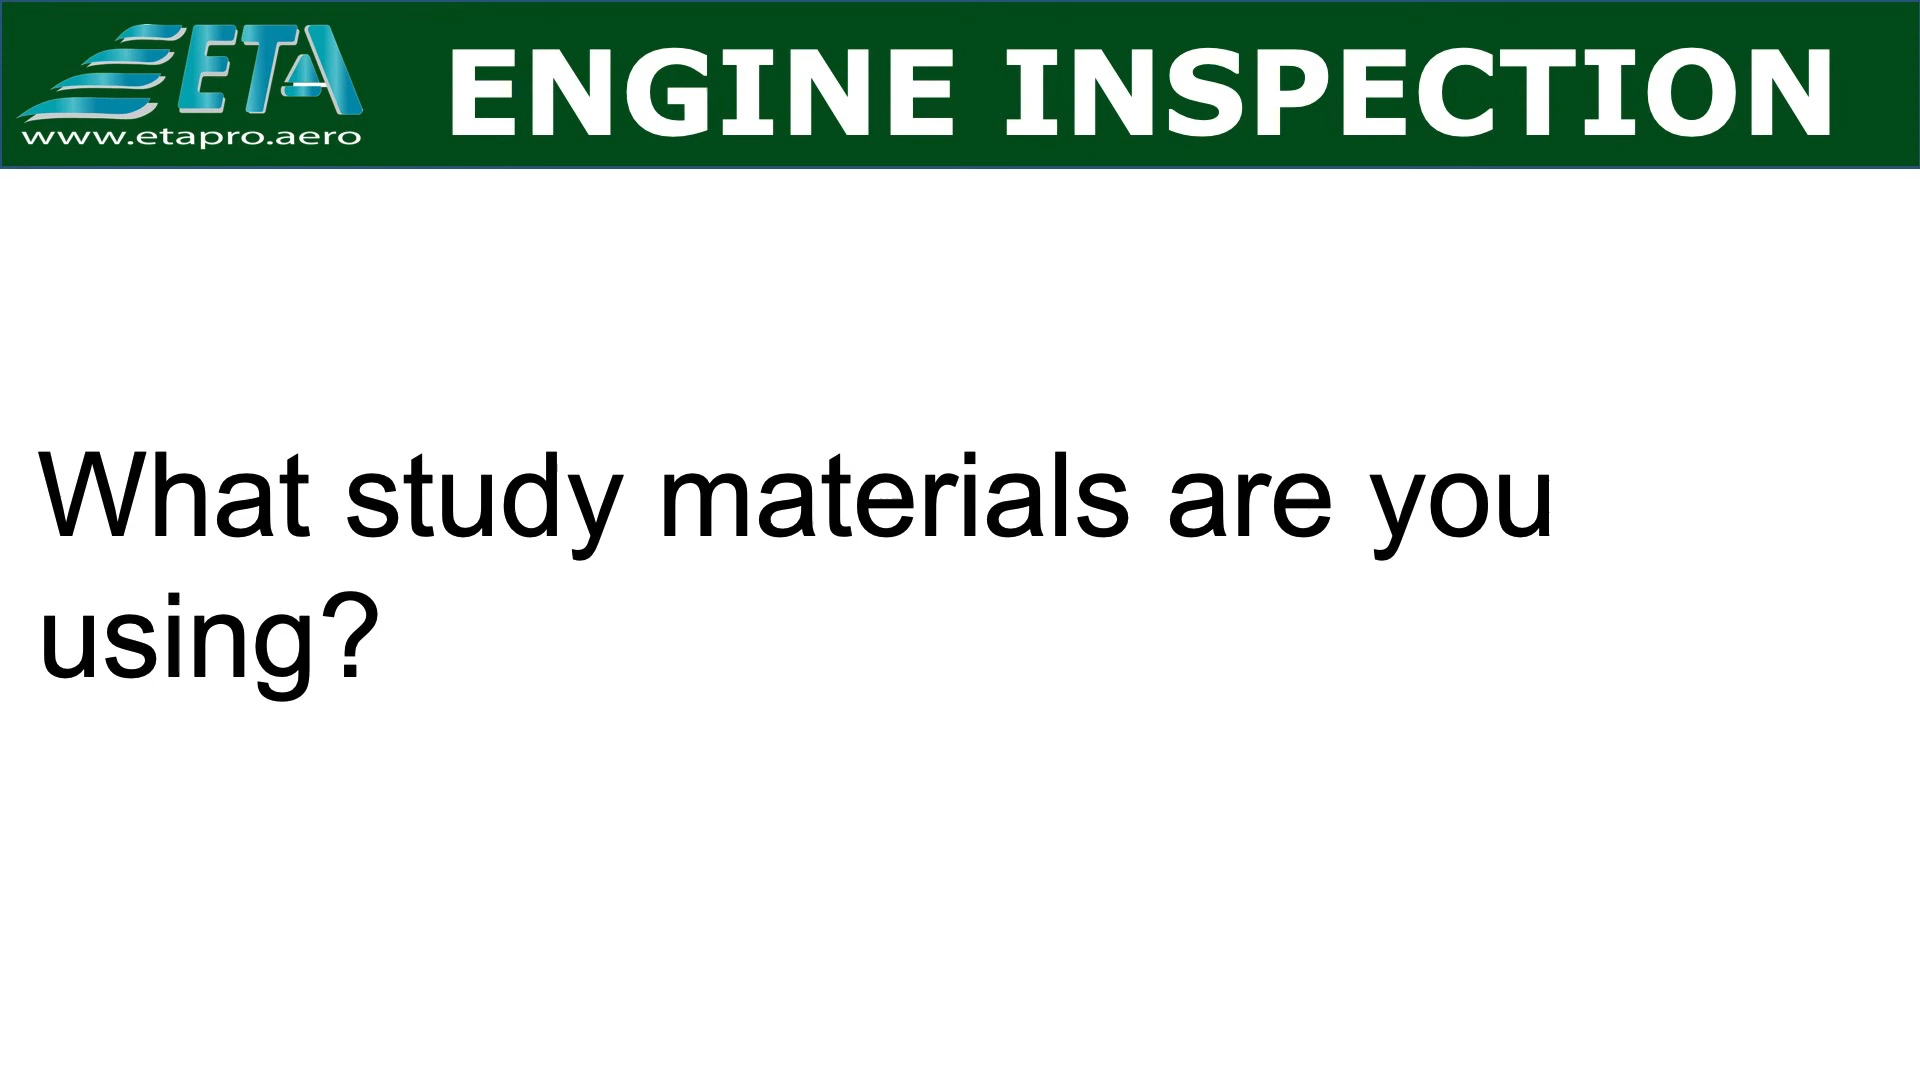 ETA
www.etapro.aero
ENGINE INSPECTION
What study materials are you
using?